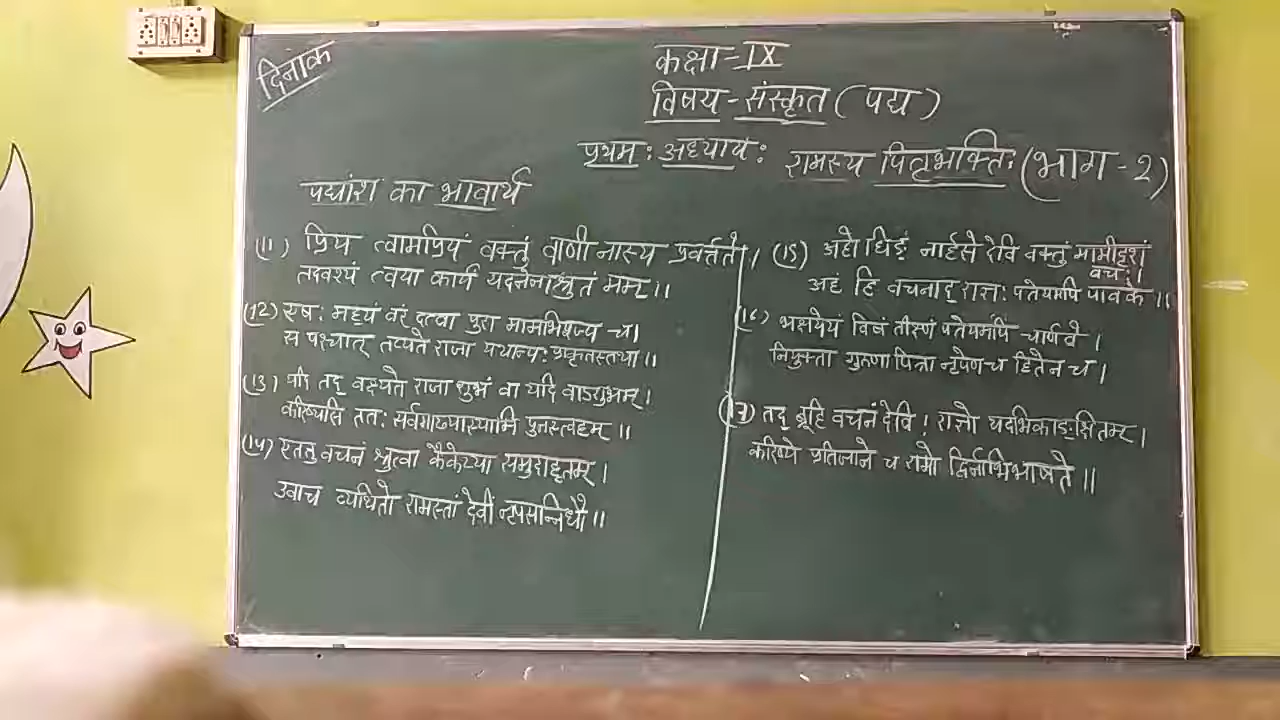 दिनाक
कक्षा-IX
विषय-संस्कृत (पद्य)
प्रथम: अध्याय: रामस्य पितृभक्ति: (भाग-2)
पद्यांश का भावार्थ
(11) प्रिय त्वामप्रियं वक्तुं वाणी नास्य प्रवर्त्तते।
तदवश्यं त्वया कार्यं यदनेनाश्रुतं मम्।।
(12) एष: मह्यं वरं दत्वा पुरा मामभिपूज्य च।
स पश्चात् तप्यते राजा यथान्य: प्राकृतस्तथा।।
(13) यदि तद् वक्ष्यते राजा शुभं वा यदि वाऽशुभम्।
करिष्यसि तत: सर्वमाख्यास्यामि पुनस्त्वहम्।।
(14) एतत्तु वचनं श्रुत्वा कैकेय्या समुदाहृतम्।
उवाच व्यथितो रामस्तां देवीं नृपसन्निधौ।।
(15) अहो धिङ् नार्हसे देवि वक्तुं मामीदृशं
वच:।
अहं हि वचनाद् राज्ञ: पतेयमपि पावके।।
(16) भक्षयेयं विषं तीक्ष्णं पतेयमपि चार्णवे।
नियुक्ता गुरुणा पित्रा नृपेण च हितेन च।
(17) तद् ब्रूहि वचनं देवि! राज्ञो यदभिकाङ्क्षितम्।
करिष्ये प्रतिजाने च रामो द्विर्नाभिभाषते।।